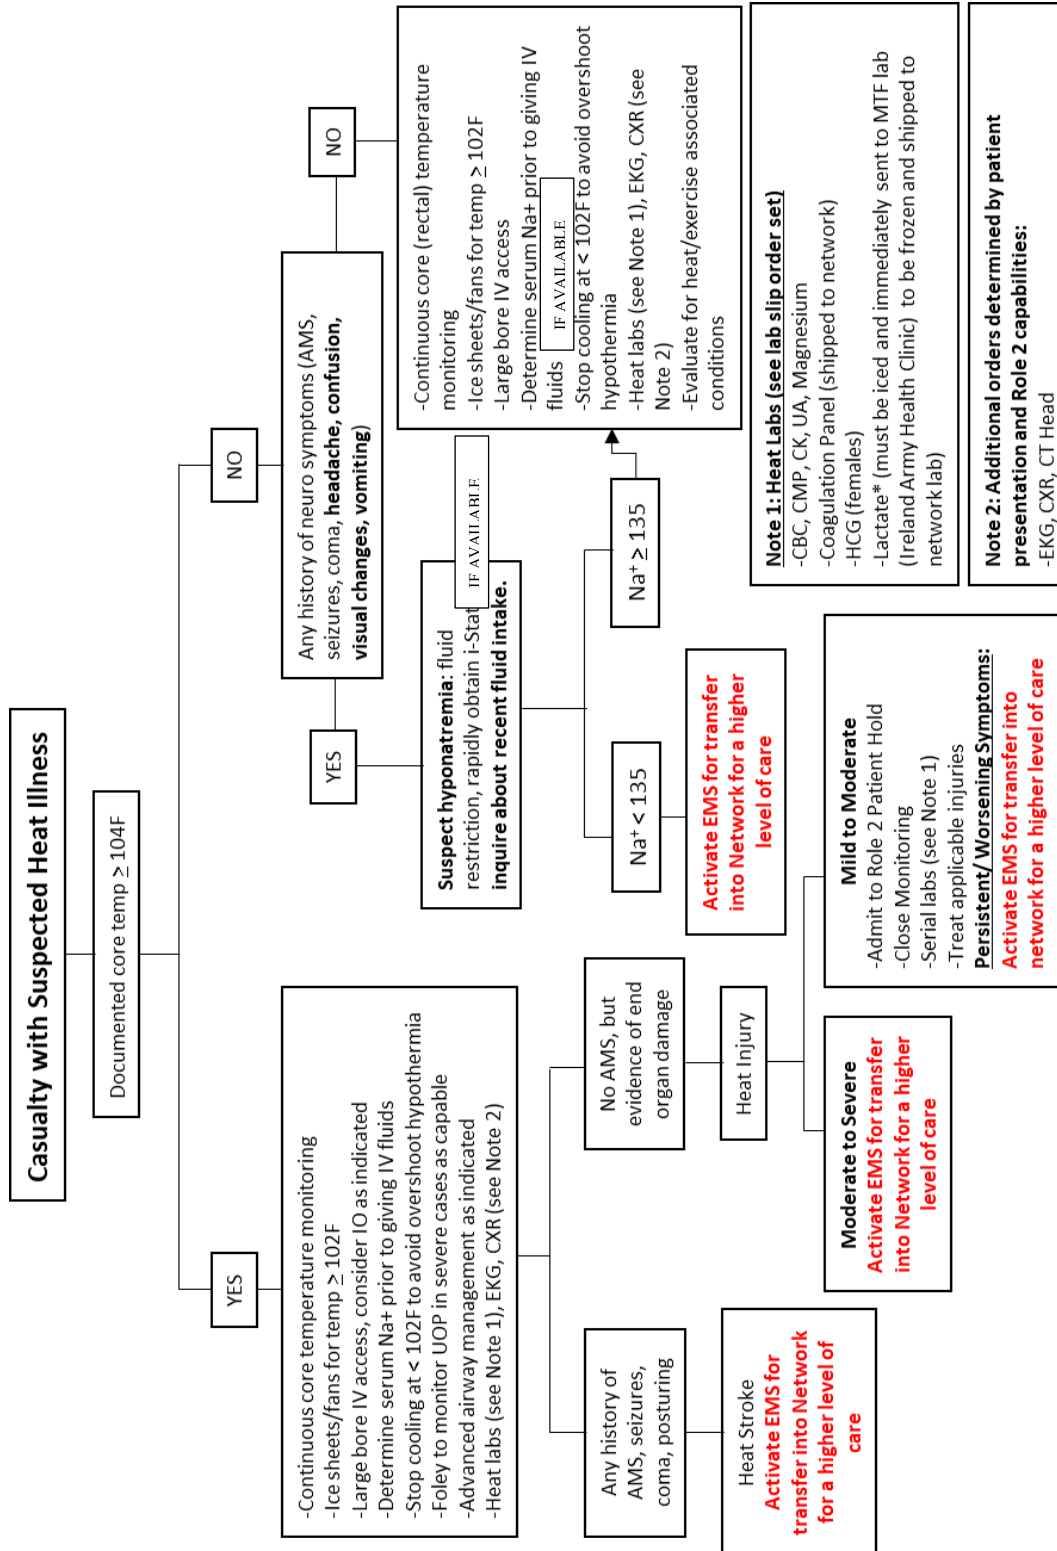 Casualty with Suspected Heat Illness
Documented core temp ≥ 104F
YES
NO
-Continuous core temperature monitoring
-Ice sheets/fans for temp ≥ 102F
-Large bore IV access, consider IO as indicated
-Determine serum Na+ prior to giving IV fluids
-Stop cooling at < 102F to avoid overshoot hypothermia
-Foley to monitor UOP in severe cases as capable
-Advanced airway management as indicated
-Heat labs (see Note 1), EKG, CXR (see Note 2)
Any history of
AMS, seizures,
coma, posturing
Heat Stroke
Activate EMS for
transfer into Network
for a higher level of
care
No AMS, but
evidence of end
organ damage
Heat Injury
Moderate to Severe
Activate EMS for transfer
into Network for a higher
level of care
Mild to Moderate
-Admit to Role 2 Patient Hold
-Close Monitoring
-Serial labs (see Note 1)
-Treat applicable injuries
Persistent/Worsening Symptoms:
Activate EMS for transfer into
network for a higher level of care
Any history of neuro symptoms (AMS,
seizures, coma, headache, confusion,
visual changes, vomiting)
YES
NO
Suspect hyponatremia: fluid
restriction, rapidly obtain i-Stat
IF AVAILABLE
inquire about recent fluid intake.
Na⁺ < 135
Activate EMS for transfer
into Network for a higher
level of care
Na⁺ ≥ 135
-Continuous core (rectal) temperature
monitoring
-Ice sheets/fans for temp ≥ 102F
-Large bore IV access
-Determine serum Na+ prior to giving IV
fluids
IF AVAILABLE
-Stop cooling at < 102F to avoid overshoot
hypothermia
-Heat labs (see Note 1), EKG, CXR (see
Note 2)
-Evaluate for heat/exercise associated
conditions
Note 1: Heat Labs (see lab slip order set)
-CBC, CMP, CK, UA, Magnesium
-Coagulation Panel (shipped to network)
-HCG (females)
-Lactate* (must be iced and immediately sent to MTF lab
(Ireland Army Health Clinic) to be frozen and shipped to
network lab)
Note 2: Additional orders determined by patient
presentation and Role 2 capabilities:
-EKG, CXR, CT Head